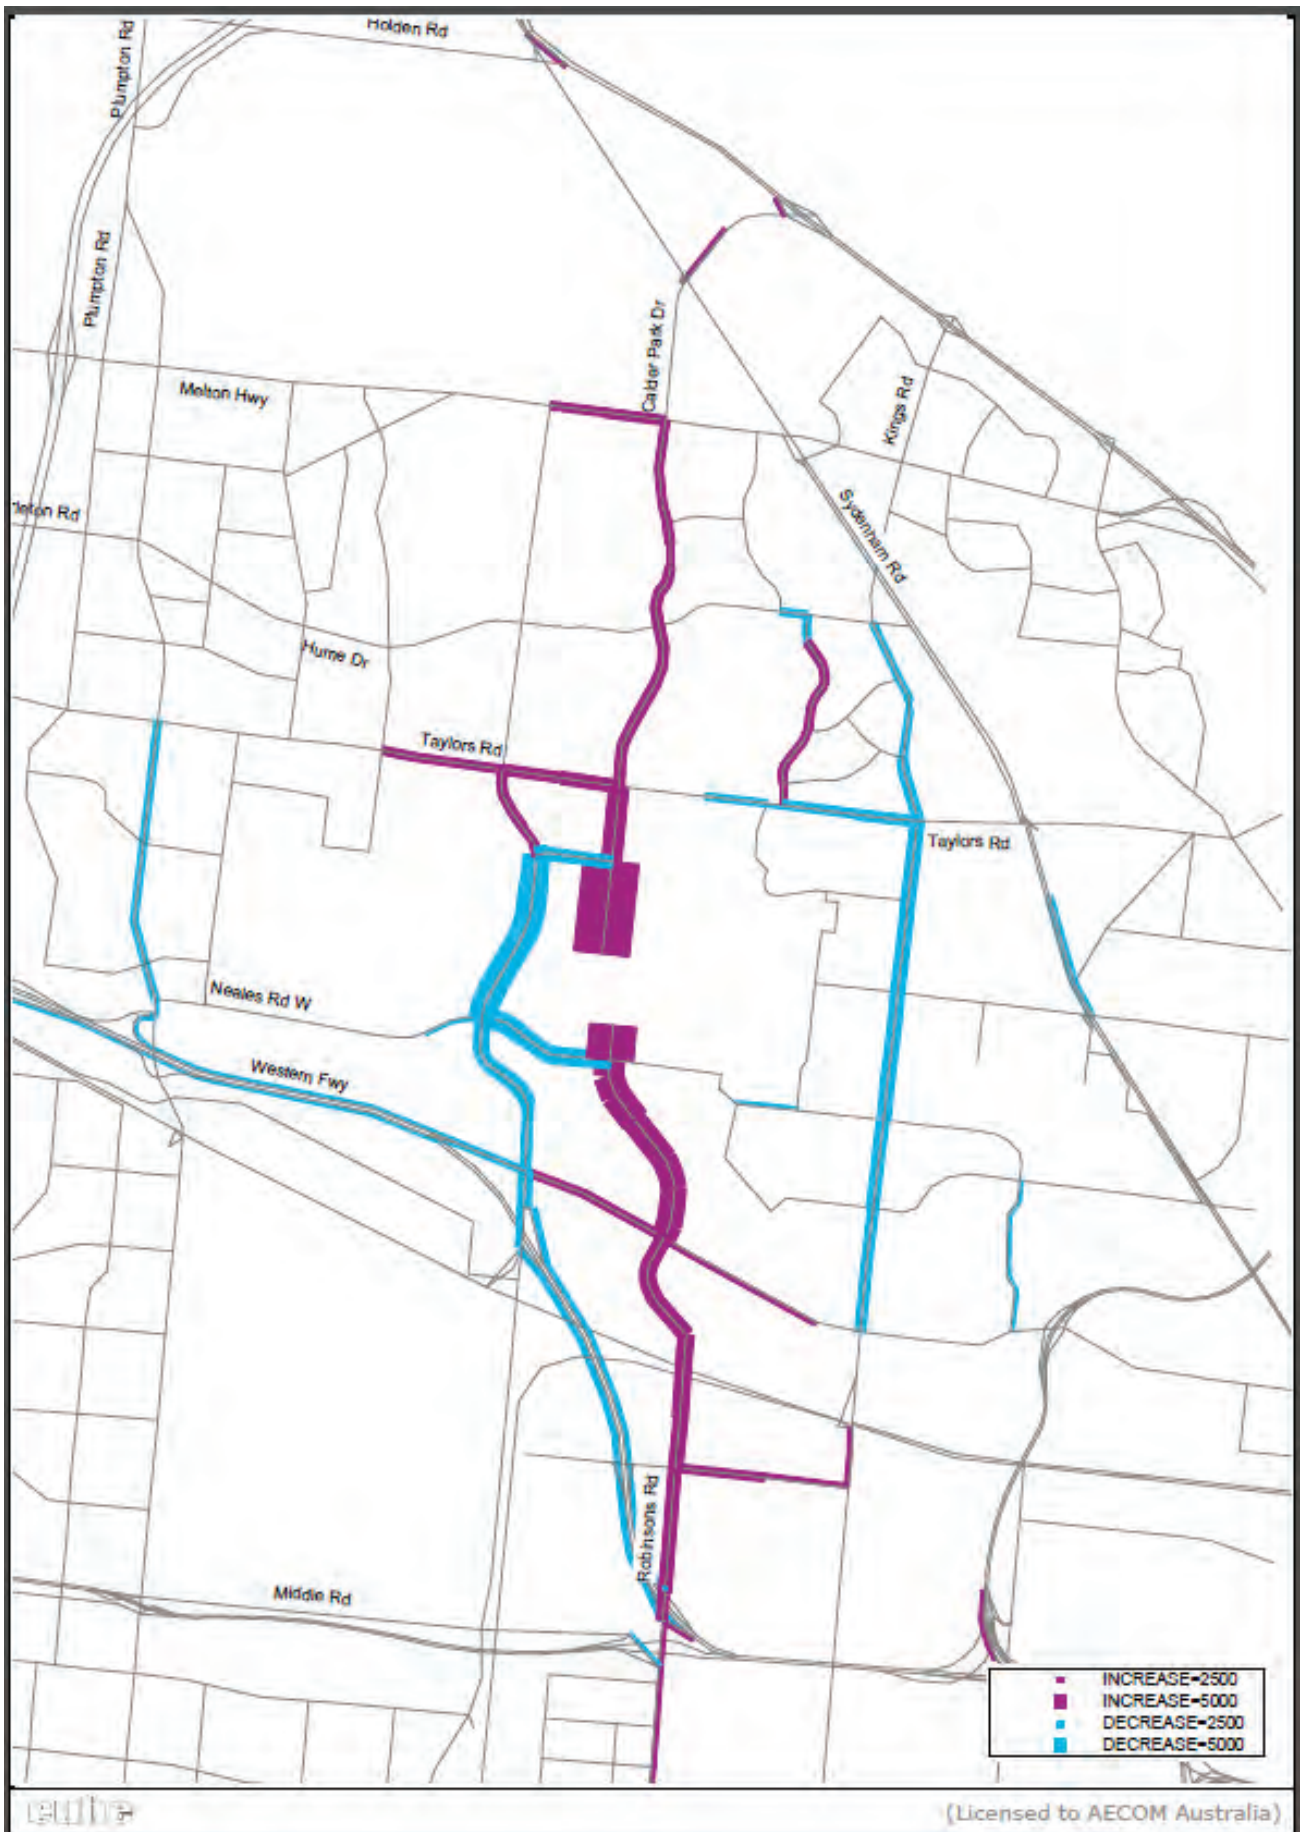 Holden Rd
Plumpton Rd
Plumpton Rd
Calder Park Dr
Melton Hwy
Kings Rd
rleton Rd
Sydenham Rd
Hume Dr
Taylors Rd
Taylors Rd
Neales Rd W
Western Fwy
Robinsons Rd
Middle Rd
INCREASE=2500
INCREASE=5000
DECREASE=2500
DECREASE=5000
(Licensed to AECOM Australia)